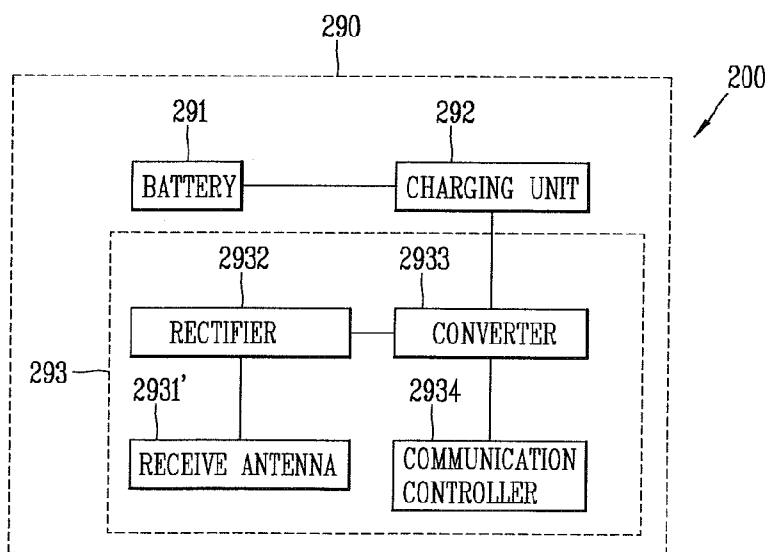 290
200
291
292
BATTERY
CHARGING UNIT
2932
2933
RECTIFIER
CONVERTER
293
2931'
2934
RECEIVE ANTENNA
COMMUNICATION
CONTROLLER